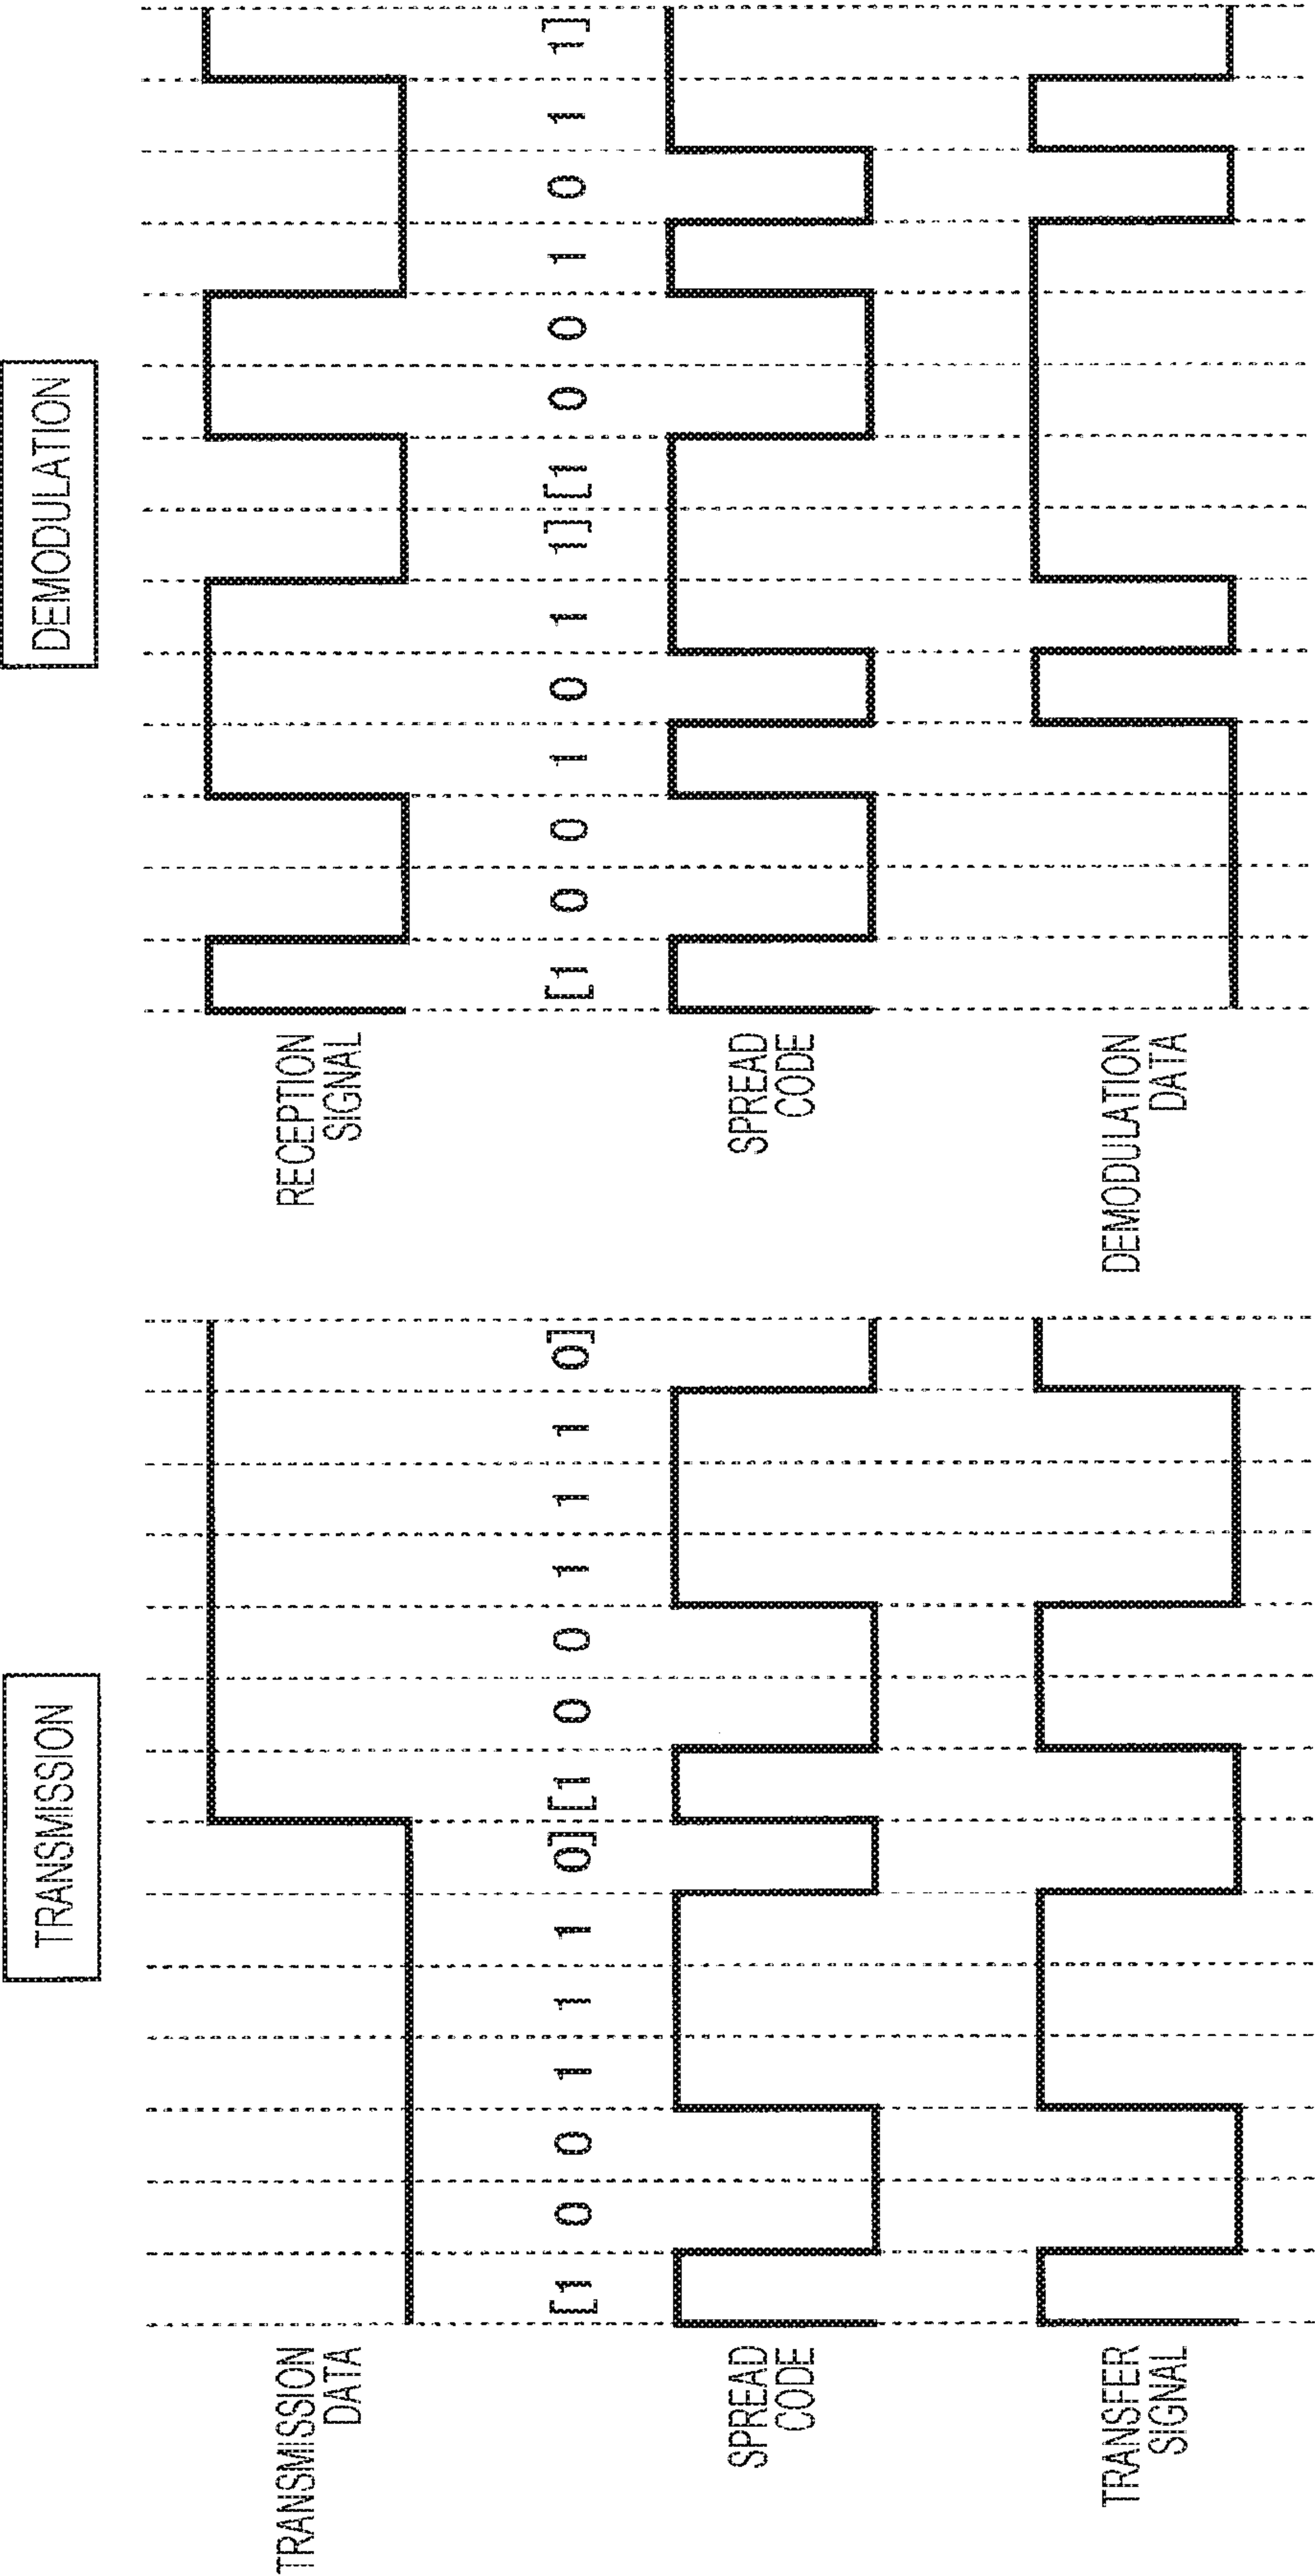 TRANSMISSION
TRANSMISSION
DATA
[1 0 0 1 1 1 0][1 0 0 1 1 1 0]
SPREAD
CODE
TRANSFER
SIGNAL
DEMODULATION
RECEPTION
SIGNAL
[1 0 0 1 0 1 1][1 0 0 1 0 1 1]
SPREAD
CODE
DEMODULATION
DATA